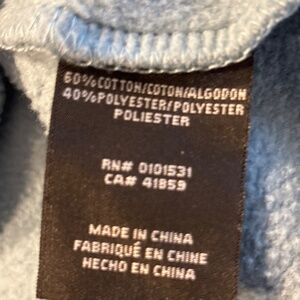 60%COTTON/COTON/ALGODON
40%POLYESTER/POLYESTER
POLIESTER
RN# 0101531
CA# 41859
MADE IN CHINA
FABRIQUÉ EN CHINE
HECHO EN CHINA